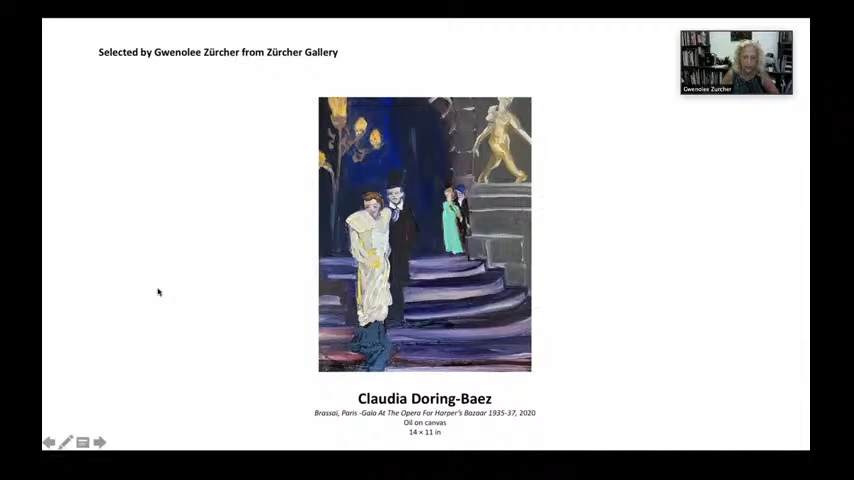 Selected by Gwenolee Zürcher from Zürcher Gallery
Gwenolee Zurcher
Claudia Doring-Baez
Brassaï, Paris -Gala At The Opera For Harper's Bazaar 1935-37, 2020
Oil on canvas
14 × 11 in